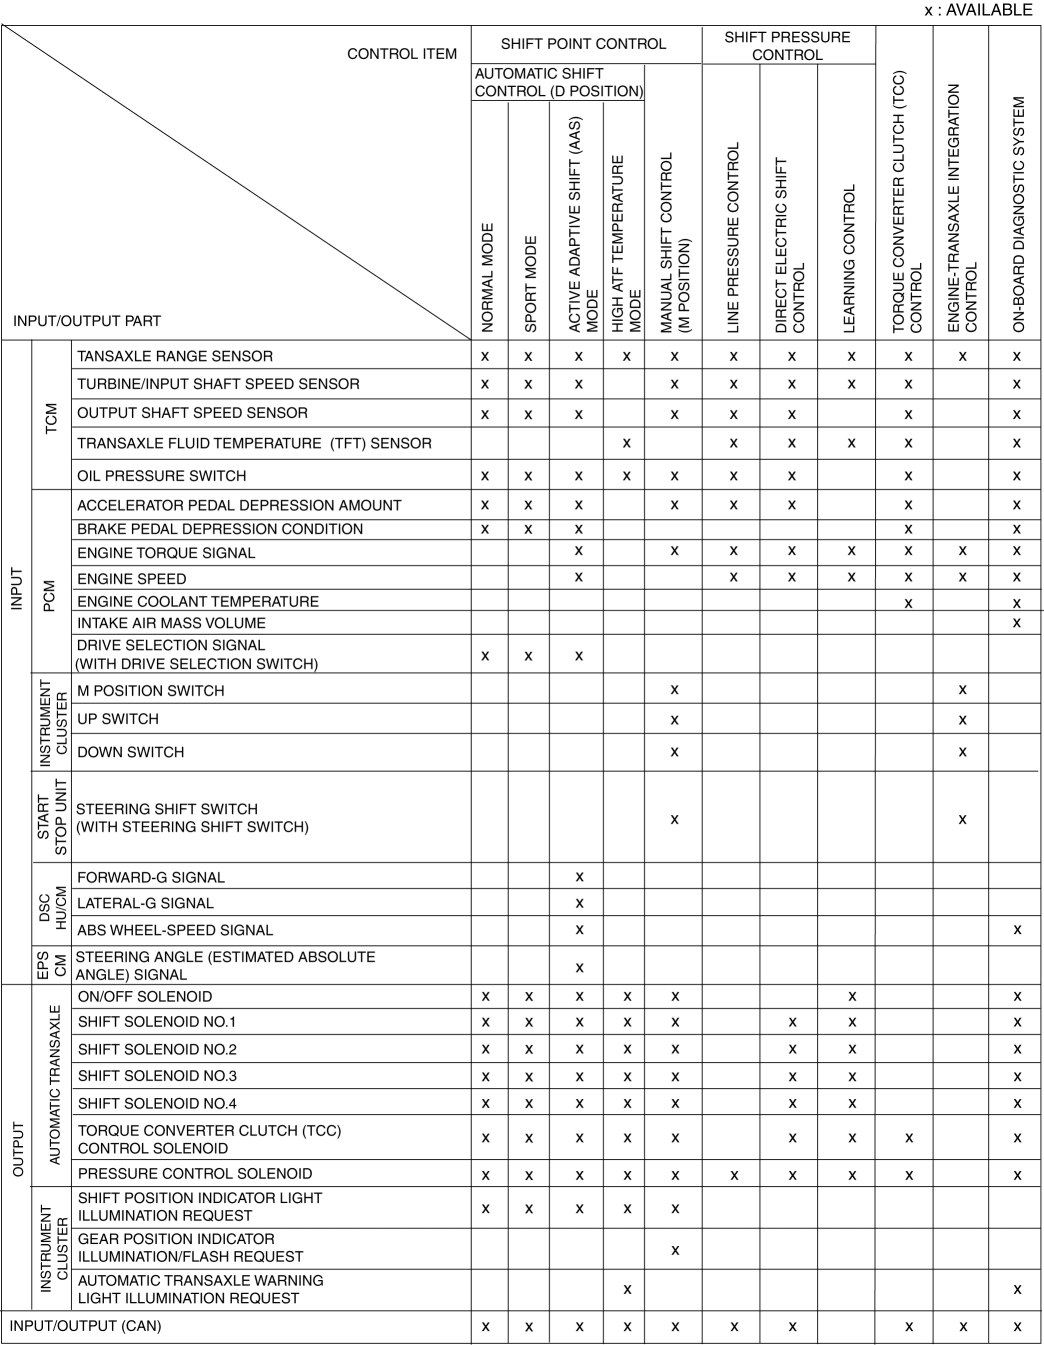 x : AVAILABLE
CONTROL ITEM
INPUT/OUTPUT PART
SHIFT POINT CONTROL
SHIFT PRESSURE
CONTROL
AUTOMATIC SHIFT
CONTROL (D POSITION)
NORMAL MODE
SPORT MODE
ACTIVE ADAPTIVE SHIFT (AAS)
MODE
HIGH ATF TEMPERATURE
MODE
MANUAL SHIFT CONTROL
(M POSITION)
LINE PRESSURE CONTROL
DIRECT ELECTRIC SHIFT
CONTROL
LEARNING CONTROL
TORQUE CONVERTER CLUTCH (TCC)
CONTROL
ENGINE-TRANSAXLE INTEGRATION
CONTROL
ON-BOARD DIAGNOSTIC SYSTEM
INPUT
TCM
TANSAXLE RANGE SENSOR x x x x x x x x x x x
TURBINE/INPUT SHAFT SPEED SENSOR x x x x x x x x x
OUTPUT SHAFT SPEED SENSOR x x x x x x x x
TRANSAXLE FLUID TEMPERATURE (TFT) SENSOR x x x x x x
OIL PRESSURE SWITCH x x x x x x x x x
PCM
ACCELERATOR PEDAL DEPRESSION AMOUNT x x x x x x x x
BRAKE PEDAL DEPRESSION CONDITION x x x x x
ENGINE TORQUE SIGNAL x x x x x x x x
ENGINE SPEED x x x x x x x
ENGINE COOLANT TEMPERATURE x x
INTAKE AIR MASS VOLUME x
DRIVE SELECTION SIGNAL
(WITH DRIVE SELECTION SWITCH) x x x
INSTRUMENT
CLUSTER
M POSITION SWITCH x x
UP SWITCH x x
DOWN SWITCH x x
START
STOP UNIT
STEERING SHIFT SWITCH
(WITH STEERING SHIFT SWITCH) x x
DSC
HU/CM
FORWARD-G SIGNAL x
LATERAL-G SIGNAL x
ABS WHEEL-SPEED SIGNAL x x
EPS
CM
STEERING ANGLE (ESTIMATED ABSOLUTE
ANGLE) SIGNAL x
OUTPUT
AUTOMATIC TRANSAXLE
ON/OFF SOLENOID x x x x x x x
SHIFT SOLENOID NO.1 x x x x x x x x
SHIFT SOLENOID NO.2 x x x x x x x x
SHIFT SOLENOID NO.3 x x x x x x x x
SHIFT SOLENOID NO.4 x x x x x x x x
TORQUE CONVERTER CLUTCH (TCC)
CONTROL SOLENOID x x x x x x x x x
PRESSURE CONTROL SOLENOID x x x x x x x x x x
INSTRUMENT
CLUSTER
SHIFT POSITION INDICATOR LIGHT
ILLUMINATION REQUEST x x x x x
GEAR POSITION INDICATOR
ILLUMINATION/FLASH REQUEST x
AUTOMATIC TRANSAXLE WARNING
LIGHT ILLUMINATION REQUEST x x
INPUT/OUTPUT (CAN) x x x x x x x x x x